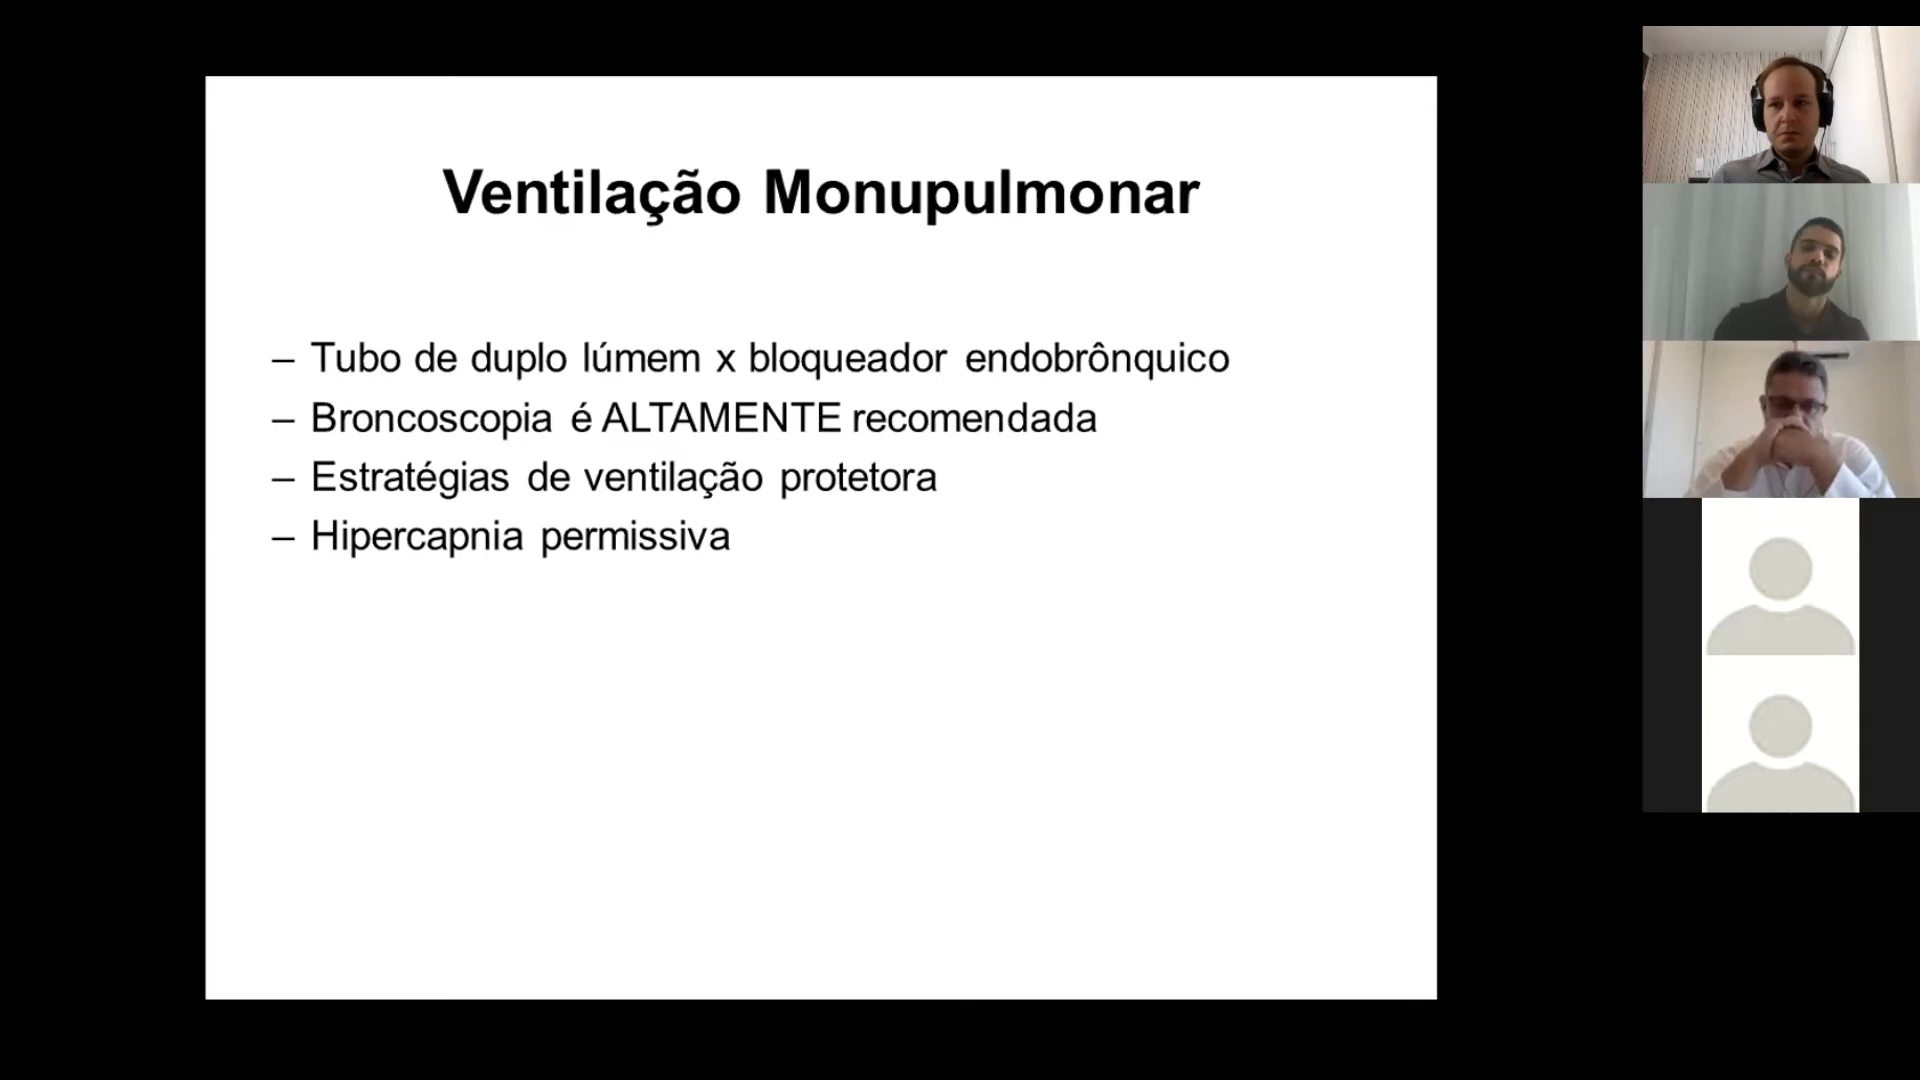 Ventilação Monupulmonar
– Tubo de duplo lúmem x bloqueador endobrônquico
– Broncoscopia é ALTAMENTE recomendada
– Estratégias de ventilação protetora
– Hipercapnia permissiva